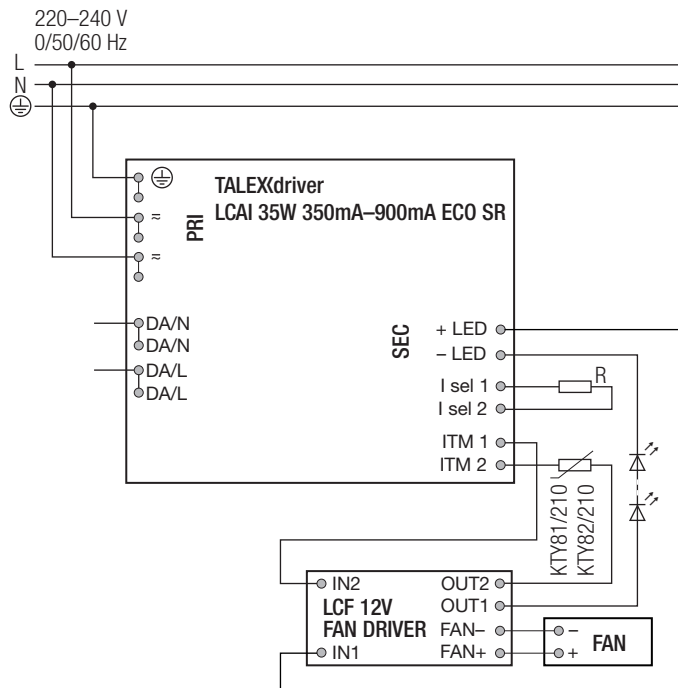 220–240 V
0/50/60 Hz
L
N
TALEXXdriver
LCAI 35W 350mA–900mA ECO SR
PRI
≂
≂
DA/N
DA/N
DA/L
DA/L
SEC
+ LED
– LED
I sel 1
I sel 2
ITM 1
ITM 2
R
KTY81/210
KTY82/210
IN2
LCF 12V
FAN DRIVER
IN1
OUT2
OUT1
FAN–
FAN+
–
+
FAN